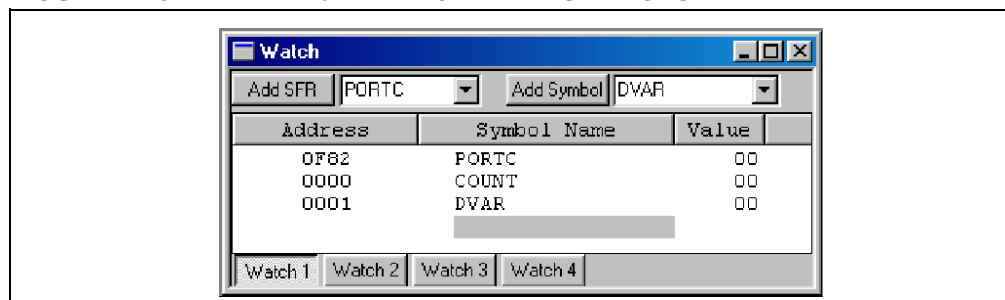 Watch
Add SFR PORTC Add Symbol DVAR
Address Symbol Name Value
0F82 PORTC 00
0000 COUNT 00
0001 DVAR 00
Watch 1 Watch 2 Watch 3 Watch 4